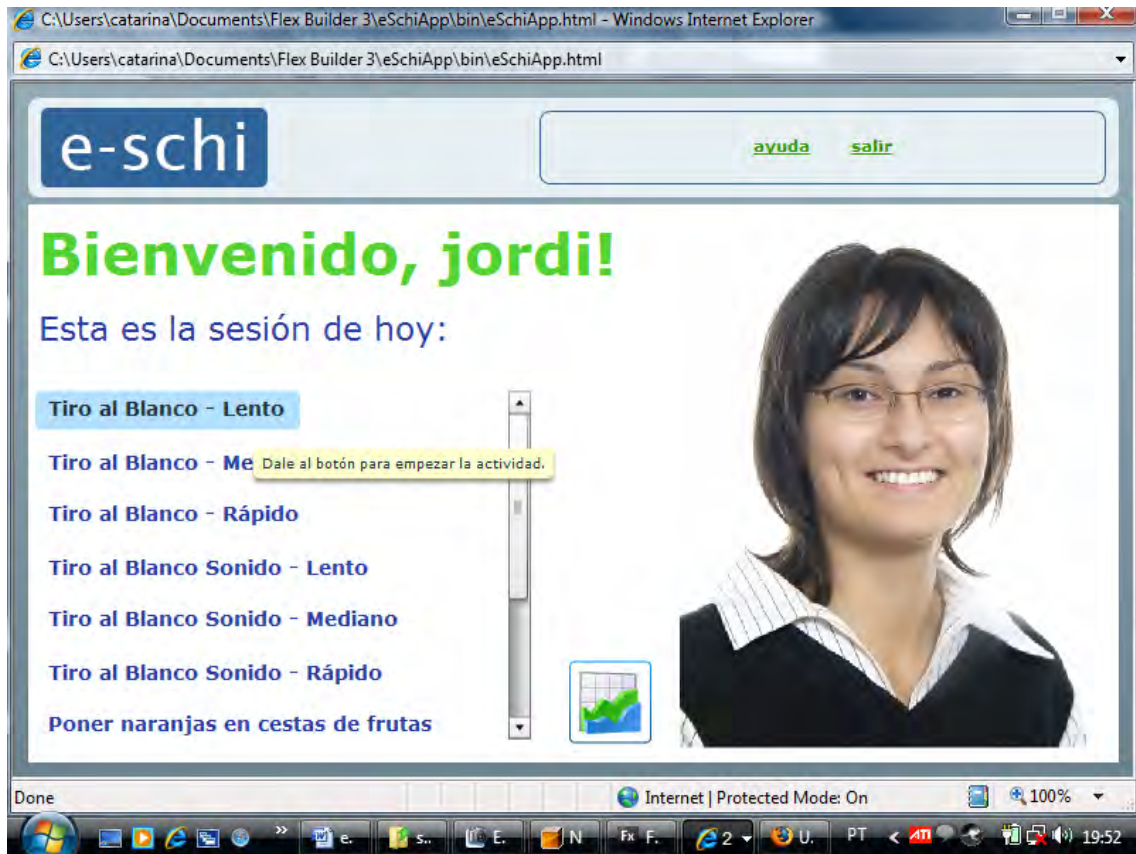 C:\Users\catarina\Documents\Flex Builder 3\eSchiApp\bin\eSchiApp.html - Windows Internet Explorer
C:\Users\catarina\Documents\Flex Builder 3\eSchiApp\bin\eSchiApp.html
e-schi
ayuda salir
Bienvenido, jordi!
Esta es la sesión de hoy:
Tiro al Blanco - Lento
Tiro al Blanco - Me
Dale al botón para empezar la actividad.
Tiro al Blanco - Rápido
Tiro al Blanco Sonido - Lento
Tiro al Blanco Sonido - Mediano
Tiro al Blanco Sonido - Rápido
Poner naranjas en cestas de frutas
Done Internet | Protected Mode: On 100%
e. s.. E. N Fx F. 2 U. PT ATI 19:52